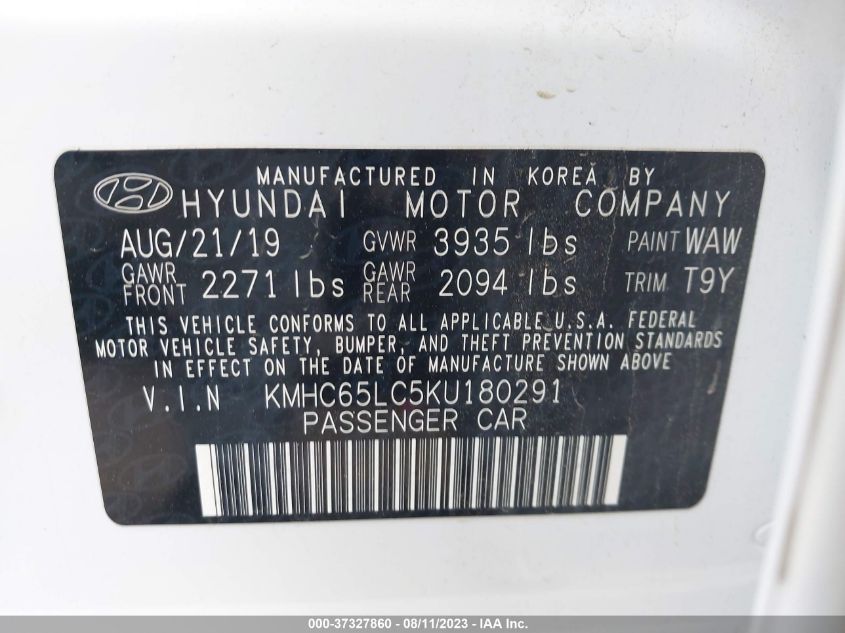 MANUFACTURED IN KOREA BY
HYUNDAI MOTOR COMPANY
AUG/21/19 GVWR 3935 lbs PAINT WAW
GAWR FRONT 2271 lbs GAWR REAR 2094 lbs TRIM T9Y
THIS VEHICLE CONFORMS TO ALL APPLICABLE U.S.A. FEDERAL
MOTOR VEHICLE SAFETY, BUMPER, AND THEFT PREVENTION STANDARDS
IN EFFECT ON THE DATE OF MANUFACTURE SHOWN ABOVE
V.I.N KMHC65LC5KU180291
PASSENGER CAR
000-37327860 - 08/11/2023 - IAA Inc.